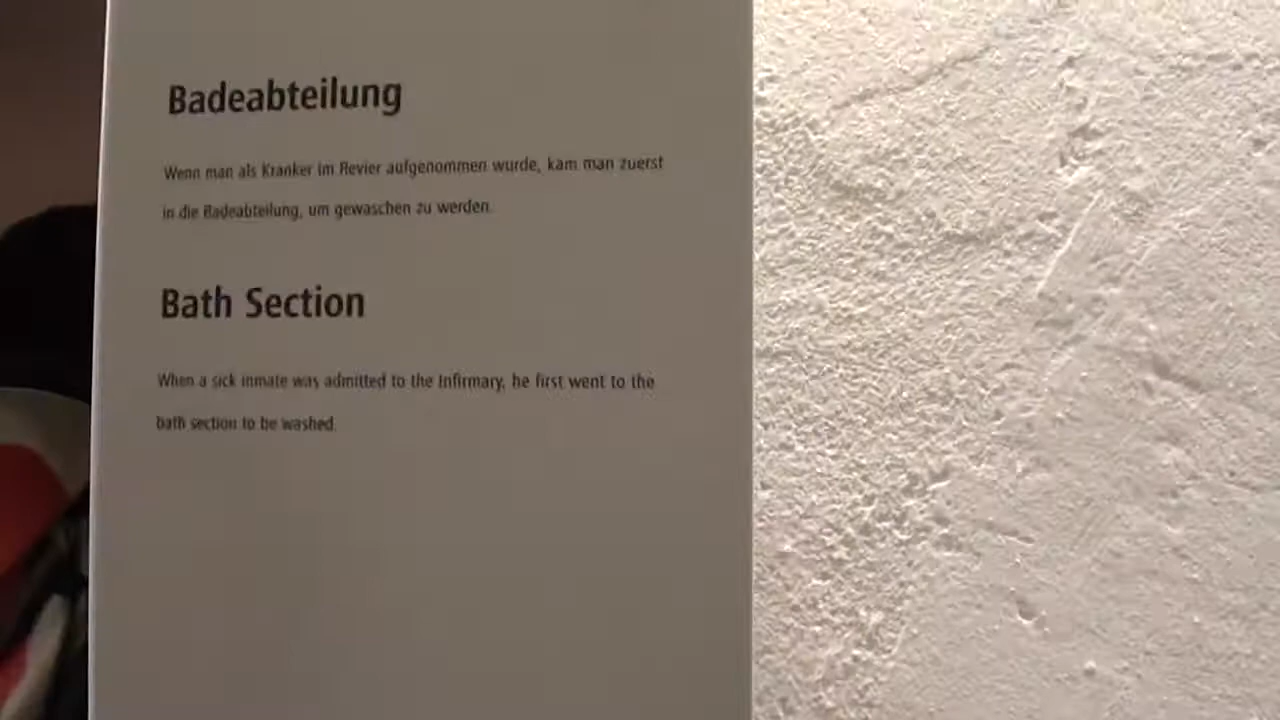 Badeabteilung
Wenn man als Kranker im Revier aufgenommen wurde, kam man zuerst
in die Badeabteilung, um gewaschen zu werden.
Bath Section
When a sick inmate was admitted to the Infirmary, he first went to the
bath section to be washed.